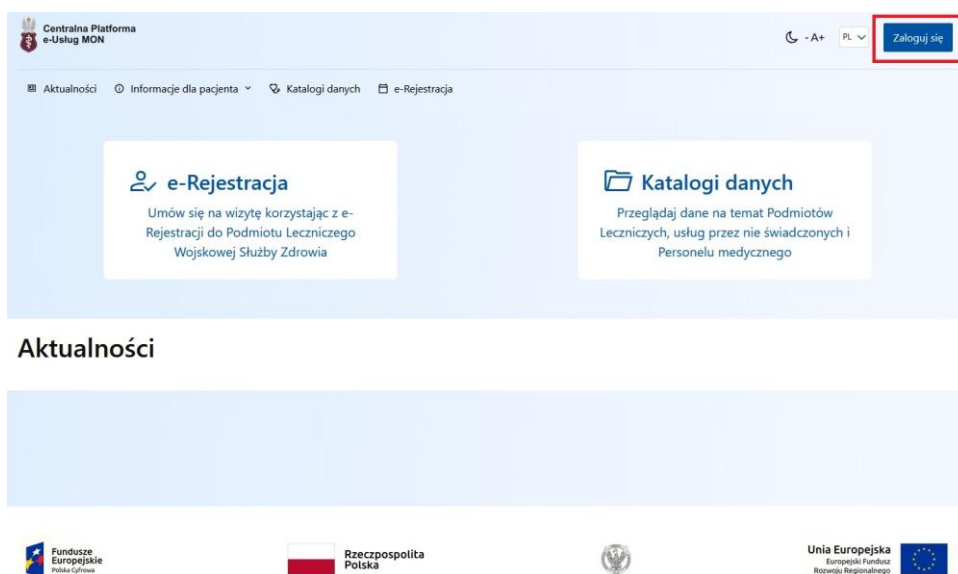 Centralna Platforma
e-Usług MON
- A+
PL
Zaloguj się
Aktualności
Informacje dla pacjenta
Katalogi danych
e-Rejestracja
e-Rejestracja
Umów się na wizytę korzystając z e-
Rejestracji do Podmiotu Leczniczego
Wojskowej Służby Zdrowia
Katalogi danych
Przeglądaj dane na temat Podmiotów
Leczniczych, usług przez nie świadczonych i
Personelu medycznego
Aktualności
Fundusze
Europejskie
Polska Cyfrowa
Rzeczpospolita
Polska
Unia Europejska
Europejski Fundusz
Rozwoju Regionalnego